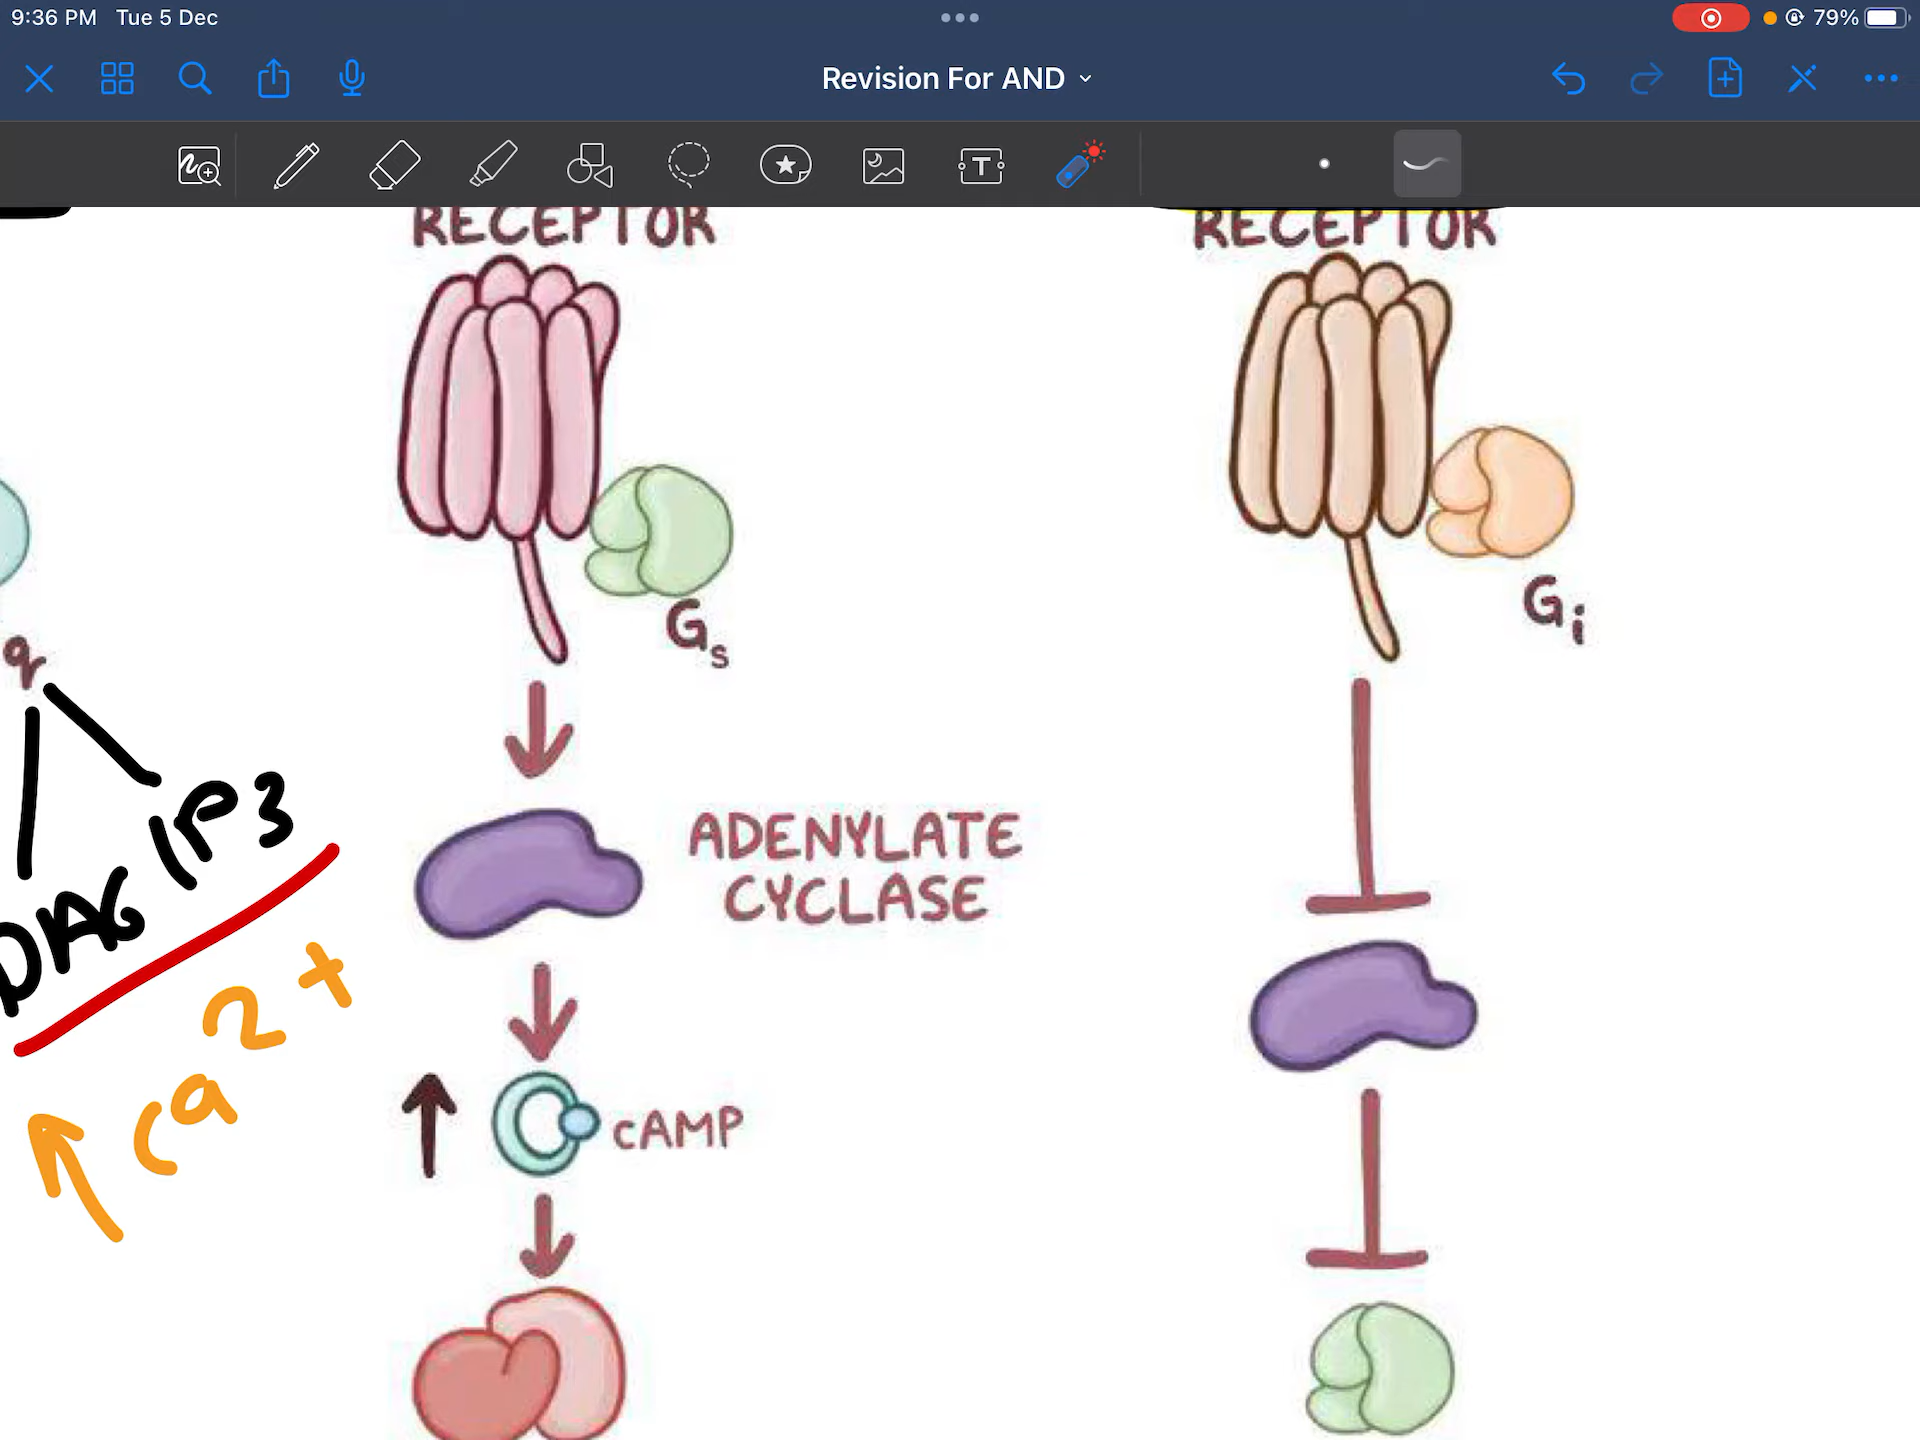 9:36 PM Tue 5 Dec
79%
Revision For AND
T
RECEPTOR
RECEPTOR
Gs
Gi
q
DAG IP3
ca2+
ADENYLATE
CYCLASE
cAMP